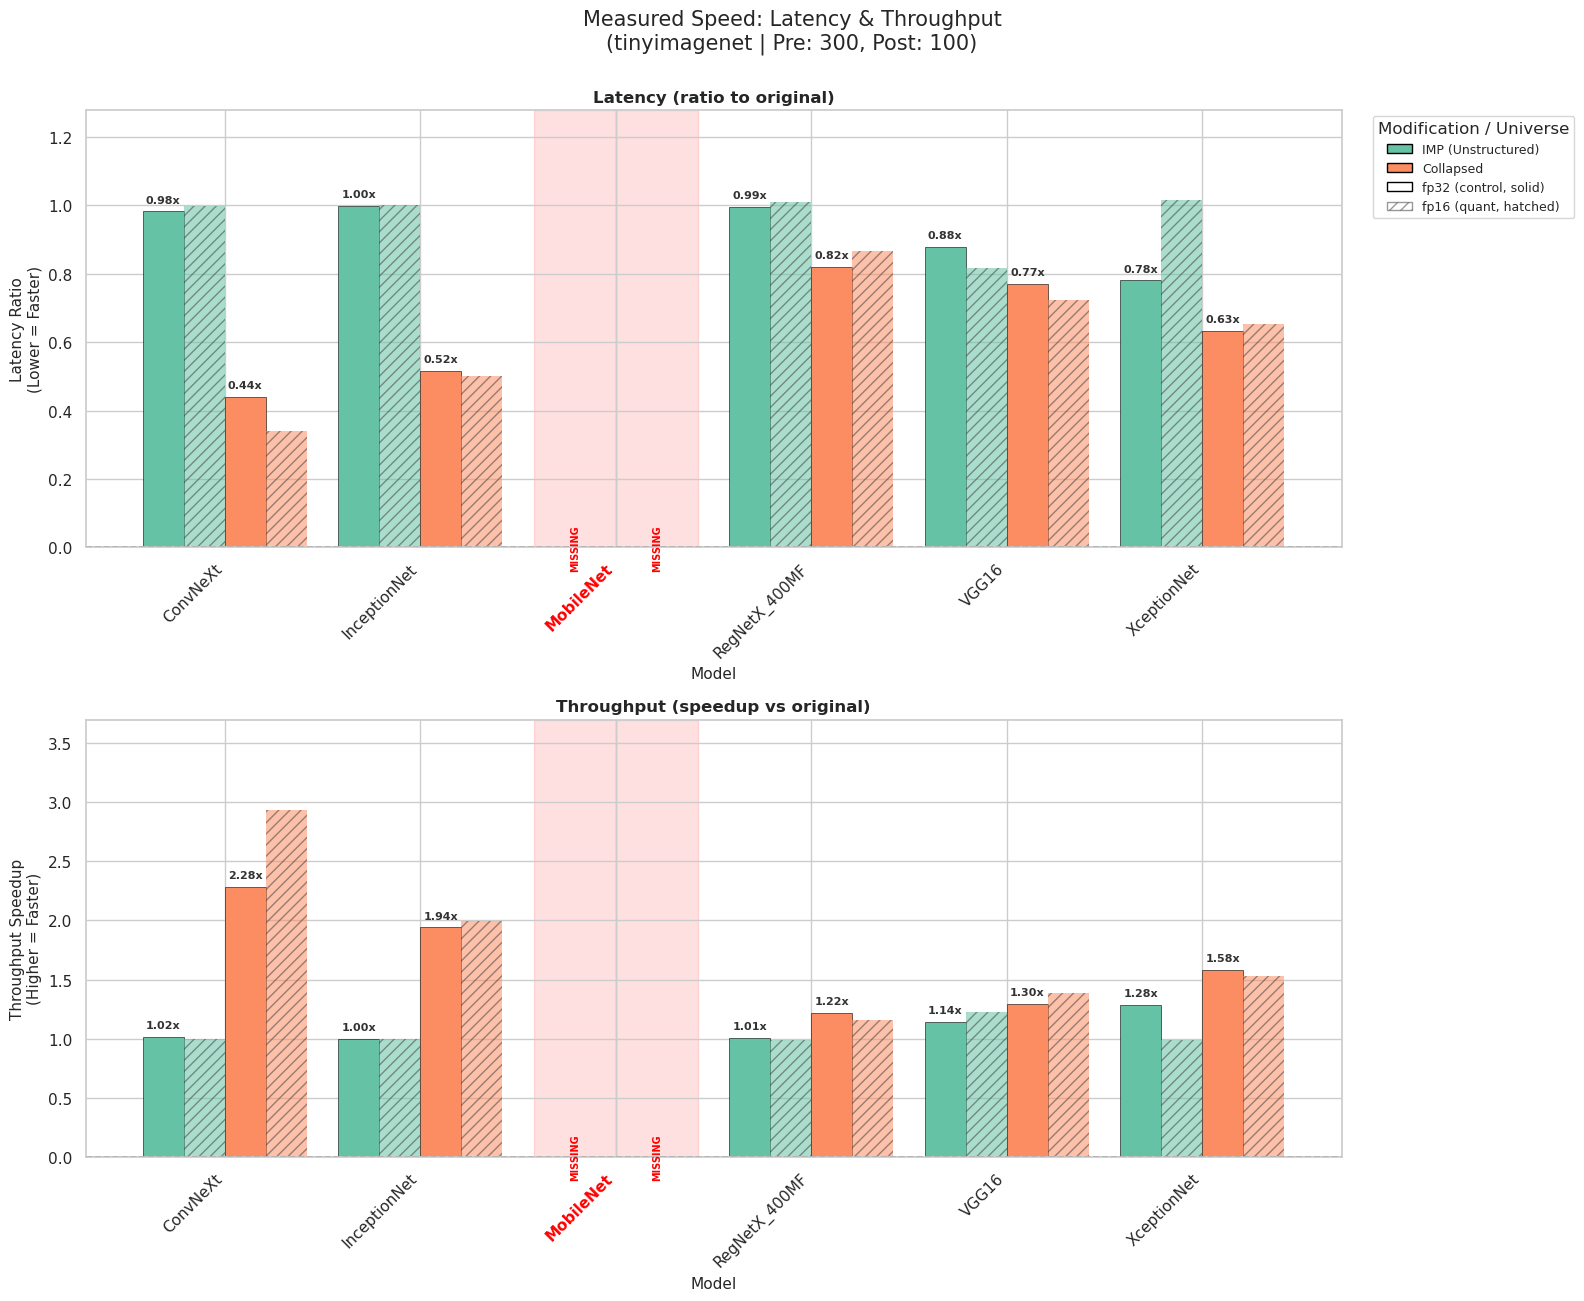 Measured Speed: Latency & Throughput
(tinyimagenet | Pre: 300, Post: 100)
Latency (ratio to original)
Latency Ratio
(Lower = Faster)
1.2
1.0
0.8
0.6
0.4
0.2
0.0
0.98x
0.44x
1.00x
0.52x
MISSING
MISSING
0.99x
0.82x
0.88x
0.77x
0.78x
0.63x
ConvNeXt
InceptionNet
MobileNet
RegNetX_400MF
VGG16
XceptionNet
Model
Modification / Universe
IMP (Unstructured)
Collapsed
fp32 (control, solid)
fp16 (quant, hatched)
Throughput (speedup vs original)
Throughput Speedup
(Higher = Faster)
3.5
3.0
2.5
2.0
1.5
1.0
0.5
0.0
1.02x
2.28x
1.00x
1.94x
MISSING
MISSING
1.01x
1.22x
1.14x
1.30x
1.28x
1.58x
ConvNeXt
InceptionNet
MobileNet
RegNetX_400MF
VGG16
XceptionNet
Model